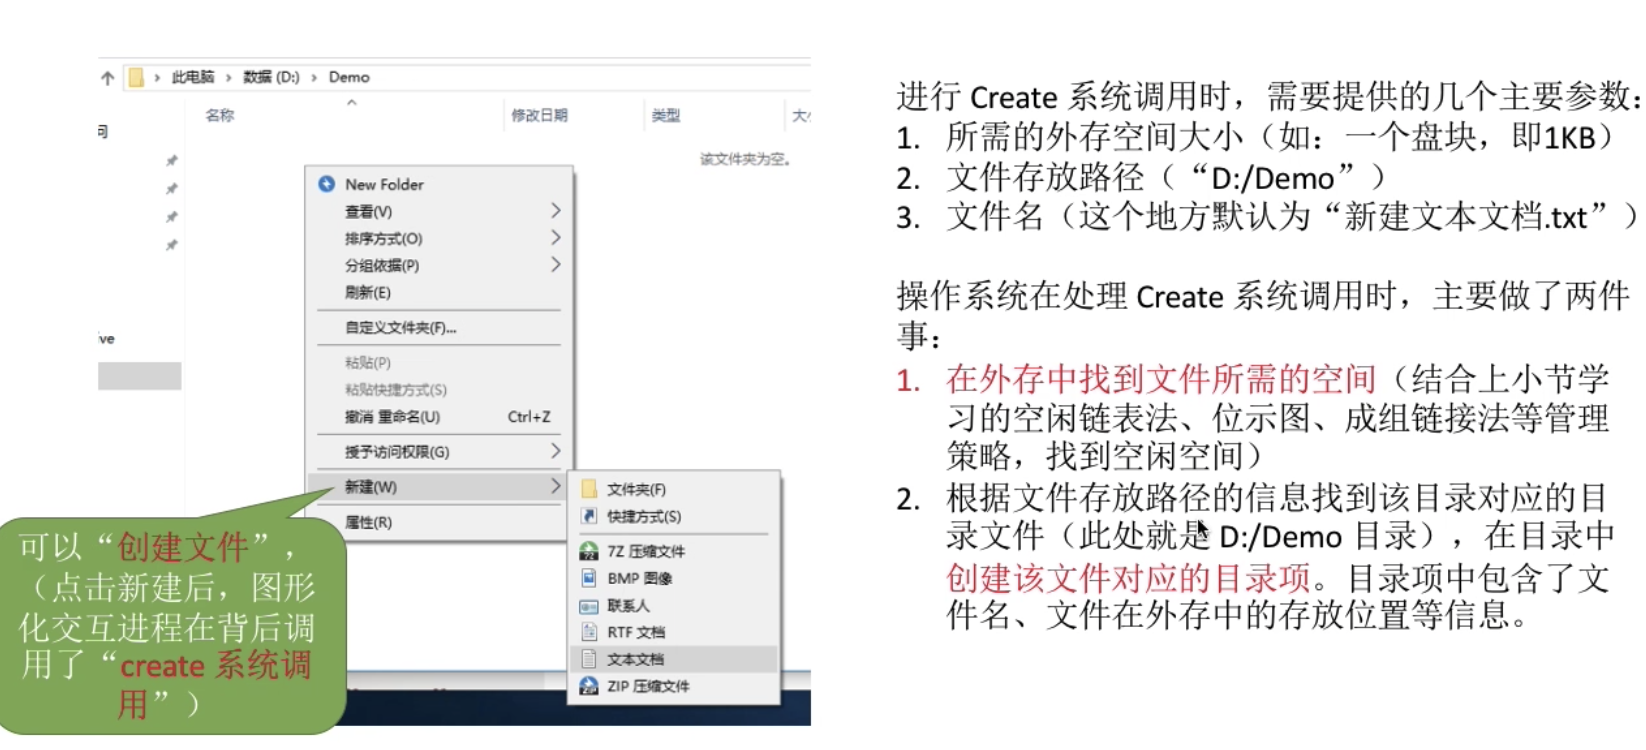 此电脑 › 数据 (D:) › Demo
名称 修改日期 类型
该文件夹为空。
New Folder
查看(V)
排序方式(O)
分组依据(P)
刷新(E)
自定义文件夹(F)...
粘贴(P)
粘贴快捷方式(S)
撤消 重命名(U) Ctrl+Z
授予访问权限(G)
新建(W)
属性(R)
文件夹(F)
快捷方式(S)
7Z 压缩文件
BMP 图像
联系人
RTF 文档
文本文档
ZIP 压缩文件
可以“创建文件”，
（点击新建后，图形
化交互进程在背后调
用了“create 系统调
用”）
进行 Create 系统调用时，需要提供的几个主要参数：
1. 所需的外存空间大小（如：一个盘块，即1KB）
2. 文件存放路径（“D:/Demo”）
3. 文件名（这个地方默认为“新建文本文档.txt”）
操作系统在处理 Create 系统调用时，主要做了两件
事：
1. 在外存中找到文件所需的空间（结合上小节学
习的空闲链表法、位示图、成组链接法等管理
策略，找到空闲空间）
2. 根据文件存放路径的信息找到该目录对应的目
录文件（此处就是 D:/Demo 目录），在目录中
创建该文件对应的目录项。目录项中包含了文
件名、文件在外存中的存放位置等信息。